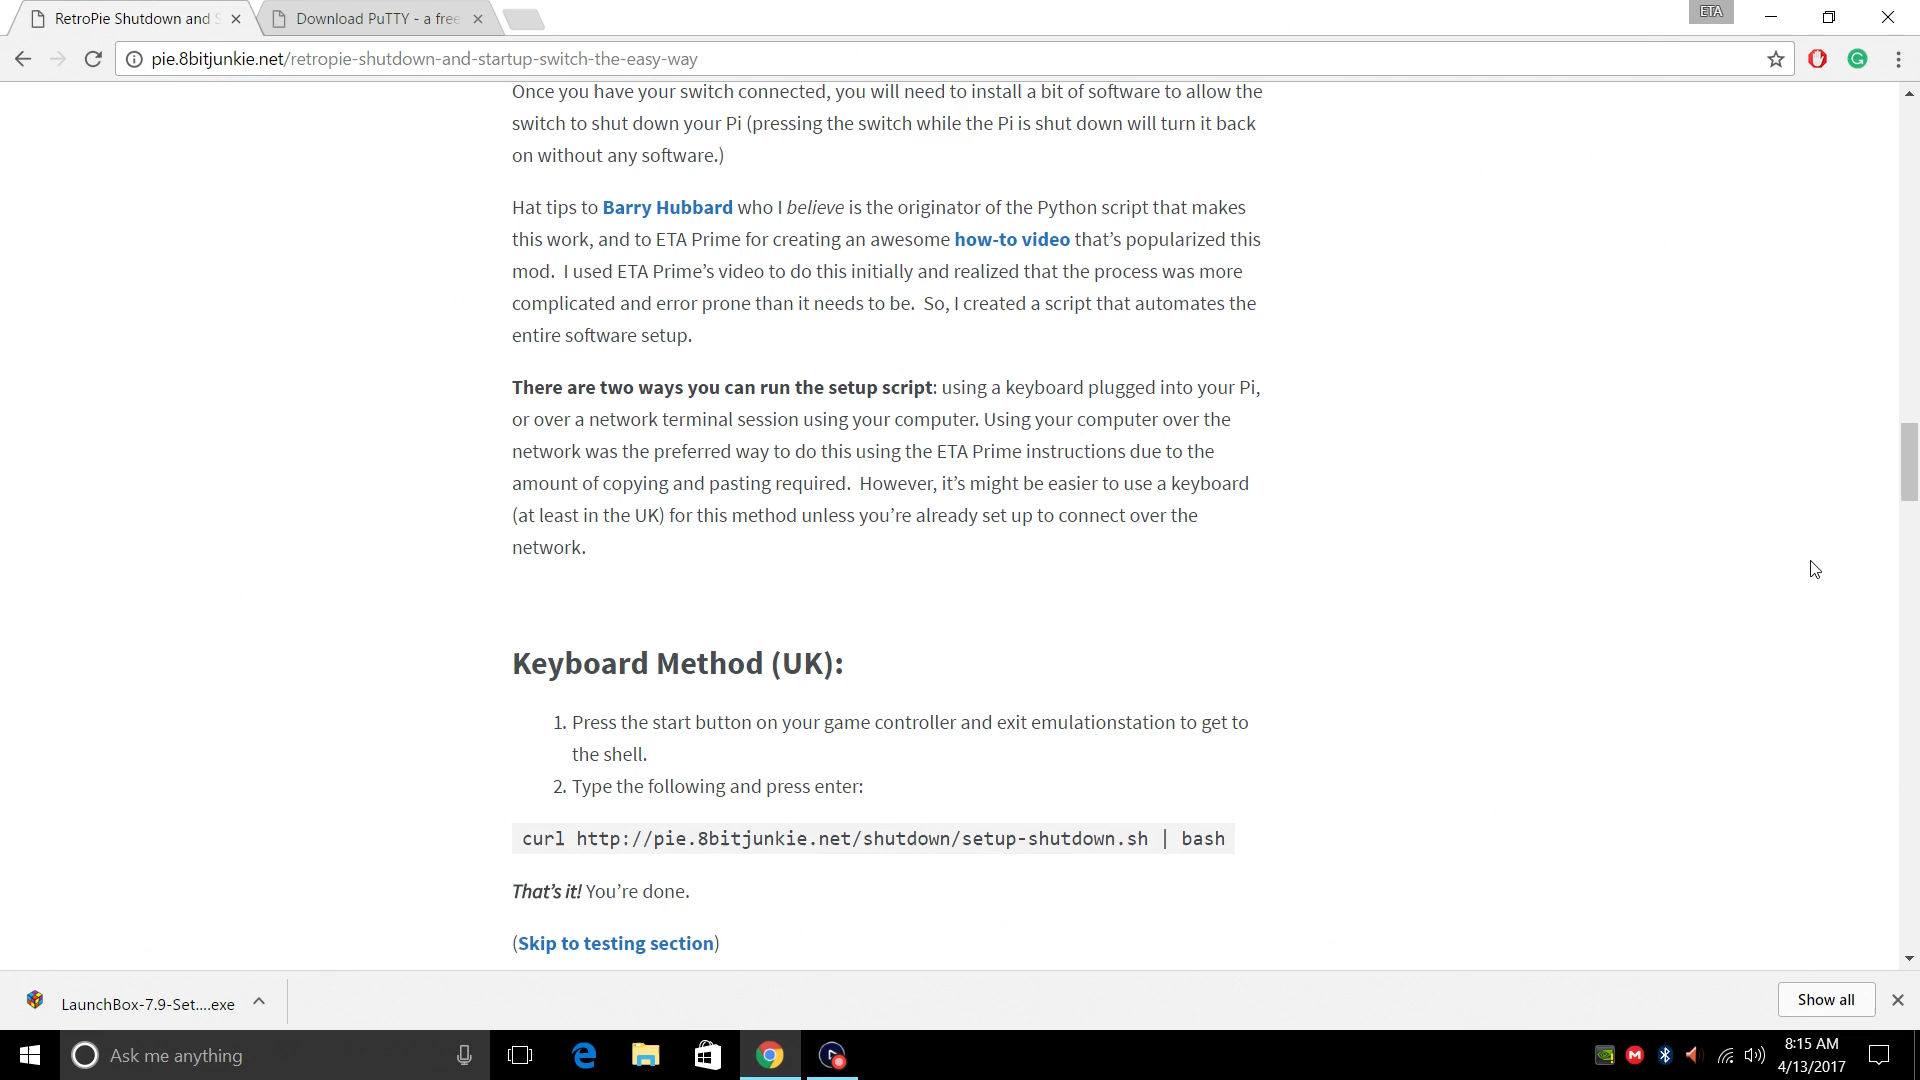 RetroPie Shutdown and S
Download PuTTY - a free
ETA
pie.8bitjunkie.net/retropie-shutdown-and-startup-switch-the-easy-way
Once you have your switch connected, you will need to install a bit of software to allow the
switch to shut down your Pi (pressing the switch while the Pi is shut down will turn it back
on without any software.)
Hat tips to Barry Hubbard who I believe is the originator of the Python script that makes
this work, and to ETA Prime for creating an awesome how-to video that’s popularized this
mod.  I used ETA Prime’s video to do this initially and realized that the process was more
complicated and error prone than it needs to be.  So, I created a script that automates the
entire software setup.
There are two ways you can run the setup script: using a keyboard plugged into your Pi,
or over a network terminal session using your computer. Using your computer over the
network was the preferred way to do this using the ETA Prime instructions due to the
amount of copying and pasting required.  However, it’s might be easier to use a keyboard
(at least in the UK) for this method unless you’re already set up to connect over the
network.
Keyboard Method (UK):
1. Press the start button on your game controller and exit emulationstation to get to
the shell.
2. Type the following and press enter:
curl http://pie.8bitjunkie.net/shutdown/setup-shutdown.sh | bash
That’s it! You’re done.
(Skip to testing section)
LaunchBox-7.9-Set....exe
Show all
Ask me anything
8:15 AM
4/13/2017